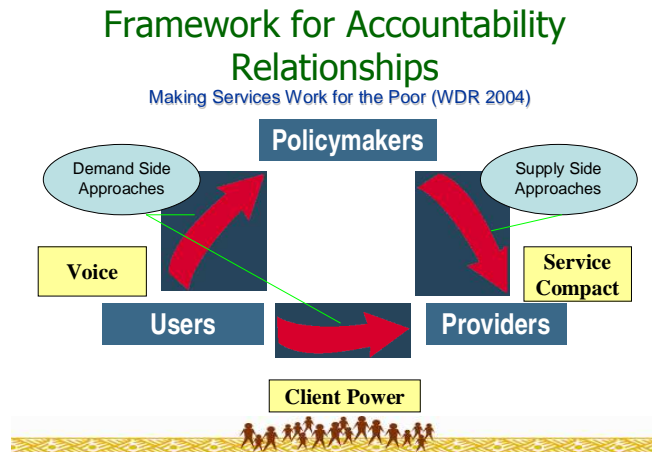 Framework for Accountability
Relationships
Making Services Work for the Poor (WDR 2004)
Policymakers
Demand Side
Approaches
Supply Side
Approaches
Voice
Service
Compact
Users
Providers
Client Power